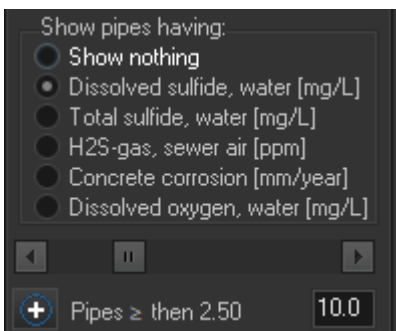 Show pipes having:
Show nothing
Dissolved sulfide, water [mg/L]
Total sulfide, water [mg/L]
H2S-gas, sewer air [ppm]
Concrete corrosion [mm/year]
Dissolved oxygen, water [mg/L]
Pipes ≥ then 2.50 10.0